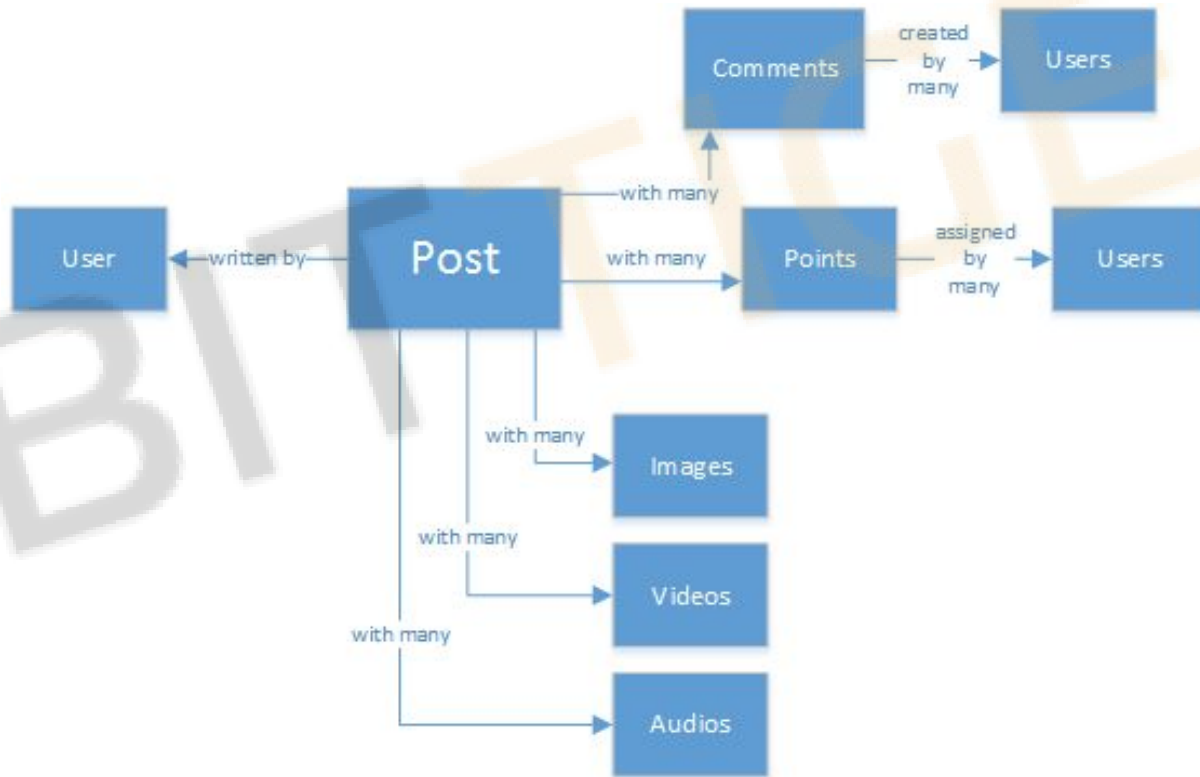 created
by
many
Comments
Users
with many
User
written by
Post
with many
Points
assigned
by
many
Users
with many
Images
with many
Videos
with many
Audios
BITTIGE